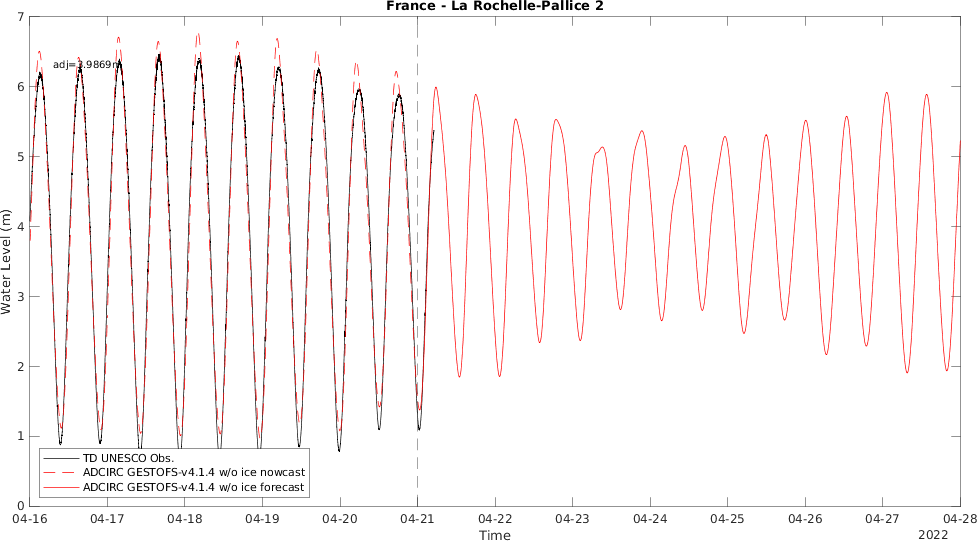 France - La Rochelle-Pallice 2
7
adj=3.9869m
6
5
4
3
2
1
0
Water Level (m)
TD UNESCO Obs.
ADCIRC GESTOFS-v4.1.4 w/o ice nowcast
ADCIRC GESTOFS-v4.1.4 w/o ice forecast
04-16 04-17 04-18 04-19 04-20 04-21 04-22 04-23 04-24 04-25 04-26 04-27 04-28
Time
2022